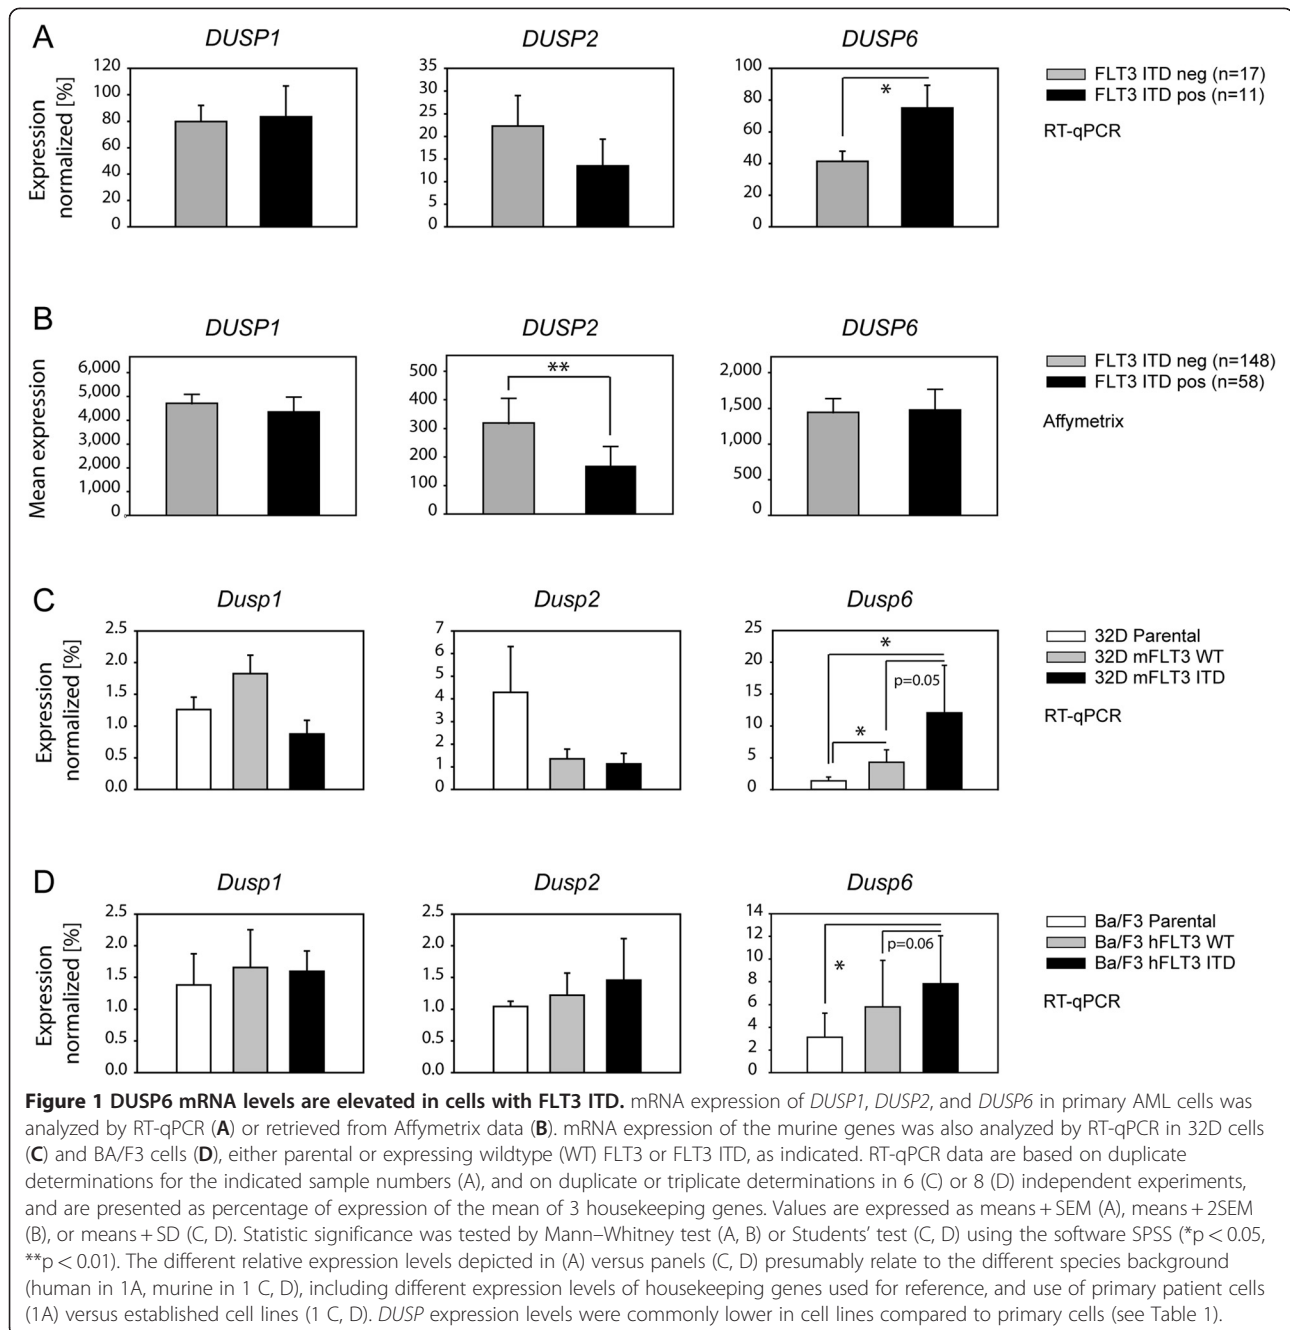 A
DUSP1
DUSP2
DUSP6
Expression
normalized [%]
120
100
80
60
40
20
0
35
30
25
20
15
10
5
0
100
80
60
40
20
0
*
FLT3 ITD neg (n=17)
FLT3 ITD pos (n=11)
RT-qPCR
B
DUSP1
DUSP2
DUSP6
Mean expression
6,000
5,000
4,000
3,000
2,000
1,000
0
500
400
300
200
100
0
**
2,000
1,500
1,000
500
0
FLT3 ITD neg (n=148)
FLT3 ITD pos (n=58)
Affymetrix
C
Dusp1
Dusp2
Dusp6
Expression
normalized [%]
2.5
2.0
1.5
1.0
0.5
0.0
7
6
5
4
3
2
1
0
25
20
15
10
5
0
*
p=0.05
*
32D Parental
32D mFLT3 WT
32D mFLT3 ITD
RT-qPCR
D
Dusp1
Dusp2
Dusp6
Expression
normalized [%]
2.5
2.0
1.5
1.0
0.5
0.0
2.5
2.0
1.5
1.0
0.5
0.0
14
12
10
8
6
4
2
0
p=0.06
*
Ba/F3 Parental
Ba/F3 hFLT3 WT
Ba/F3 hFLT3 ITD
RT-qPCR
Figure 1 DUSP6 mRNA levels are elevated in cells with FLT3 ITD. mRNA expression of DUSP1, DUSP2, and DUSP6 in primary AML cells was
analyzed by RT-qPCR (A) or retrieved from Affymetrix data (B). mRNA expression of the murine genes was also analyzed by RT-qPCR in 32D cells
(C) and BA/F3 cells (D), either parental or expressing wildtype (WT) FLT3 or FLT3 ITD, as indicated. RT-qPCR data are based on duplicate
determinations for the indicated sample numbers (A), and on duplicate or triplicate determinations in 6 (C) or 8 (D) independent experiments,
and are presented as percentage of expression of the mean of 3 housekeeping genes. Values are expressed as means + SEM (A), means + 2SEM
(B), or means + SD (C, D). Statistic significance was tested by Mann–Whitney test (A, B) or Students' test (C, D) using the software SPSS (*p < 0.05,
**p < 0.01). The different relative expression levels depicted in (A) versus panels (C, D) presumably relate to the different species background
(human in 1A, murine in 1 C, D), including different expression levels of housekeeping genes used for reference, and use of primary patient cells
(1A) versus established cell lines (1 C, D). DUSP expression levels were commonly lower in cell lines compared to primary cells (see Table 1).